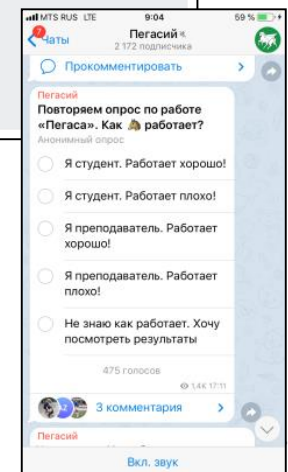 MTS RUS LTE 9:04 59 %
7
Чаты Пегасий
2 172 подписчика
Прокомментировать
Пегасий
Повторяем опрос по работе
«Пегаса». Как 🐴 работает?
Анонимный опрос
Я студент. Работает хорошо!
Я студент. Работает плохо!
Я преподаватель. Работает
хорошо!
Я преподаватель. Работает
плохо!
Не знаю как работает. Хочу
посмотреть результаты
475 голосов
1,4K 17:11
3 комментария
Пегасий
Вкл. звук